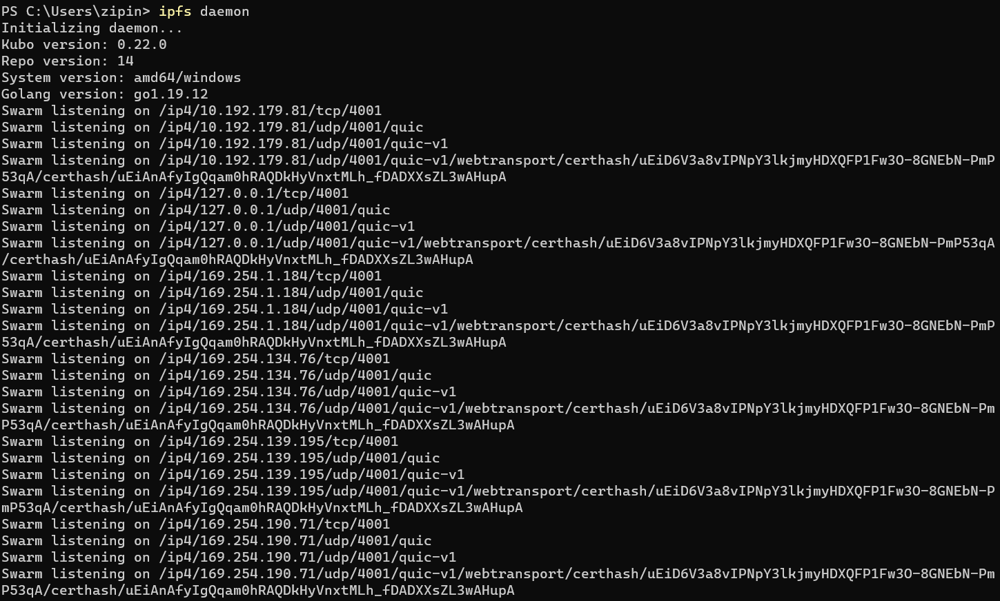 PS C:\Users\zipin> ipfs daemon
Initializing daemon...
Kubo version: 0.22.0
Repo version: 14
System version: amd64/windows
Golang version: go1.19.12
Swarm listening on /ip4/10.192.179.81/tcp/4001
Swarm listening on /ip4/10.192.179.81/udp/4001/quic
Swarm listening on /ip4/10.192.179.81/udp/4001/quic-v1
Swarm listening on /ip4/10.192.179.81/udp/4001/quic-v1/webtransport/certhash/uEiD6V3a8vIPNpY3lkjmyHDXQFP1Fw3O-8GNEbN-PmP
53qA/certhash/uEiAnAfyIgQqam0hRAQDkHyVnxtMLh_fDADXXsZL3wAHupA
Swarm listening on /ip4/127.0.0.1/tcp/4001
Swarm listening on /ip4/127.0.0.1/udp/4001/quic
Swarm listening on /ip4/127.0.0.1/udp/4001/quic-v1
Swarm listening on /ip4/127.0.0.1/udp/4001/quic-v1/webtransport/certhash/uEiD6V3a8vIPNpY3lkjmyHDXQFP1Fw3O-8GNEbN-PmP53qA
/certhash/uEiAnAfyIgQqam0hRAQDkHyVnxtMLh_fDADXXsZL3wAHupA
Swarm listening on /ip4/169.254.1.184/tcp/4001
Swarm listening on /ip4/169.254.1.184/udp/4001/quic
Swarm listening on /ip4/169.254.1.184/udp/4001/quic-v1
Swarm listening on /ip4/169.254.1.184/udp/4001/quic-v1/webtransport/certhash/uEiD6V3a8vIPNpY3lkjmyHDXQFP1Fw3O-8GNEbN-PmP
53qA/certhash/uEiAnAfyIgQqam0hRAQDkHyVnxtMLh_fDADXXsZL3wAHupA
Swarm listening on /ip4/169.254.134.76/tcp/4001
Swarm listening on /ip4/169.254.134.76/udp/4001/quic
Swarm listening on /ip4/169.254.134.76/udp/4001/quic-v1
Swarm listening on /ip4/169.254.134.76/udp/4001/quic-v1/webtransport/certhash/uEiD6V3a8vIPNpY3lkjmyHDXQFP1Fw3O-8GNEbN-Pm
P53qA/certhash/uEiAnAfyIgQqam0hRAQDkHyVnxtMLh_fDADXXsZL3wAHupA
Swarm listening on /ip4/169.254.139.195/tcp/4001
Swarm listening on /ip4/169.254.139.195/udp/4001/quic
Swarm listening on /ip4/169.254.139.195/udp/4001/quic-v1
Swarm listening on /ip4/169.254.139.195/udp/4001/quic-v1/webtransport/certhash/uEiD6V3a8vIPNpY3lkjmyHDXQFP1Fw3O-8GNEbN-P
mP53qA/certhash/uEiAnAfyIgQqam0hRAQDkHyVnxtMLh_fDADXXsZL3wAHupA
Swarm listening on /ip4/169.254.190.71/tcp/4001
Swarm listening on /ip4/169.254.190.71/udp/4001/quic
Swarm listening on /ip4/169.254.190.71/udp/4001/quic-v1
Swarm listening on /ip4/169.254.190.71/udp/4001/quic-v1/webtransport/certhash/uEiD6V3a8vIPNpY3lkjmyHDXQFP1Fw3O-8GNEbN-Pm
P53qA/certhash/uEiAnAfyIgQqam0hRAQDkHyVnxtMLh_fDADXXsZL3wAHupA